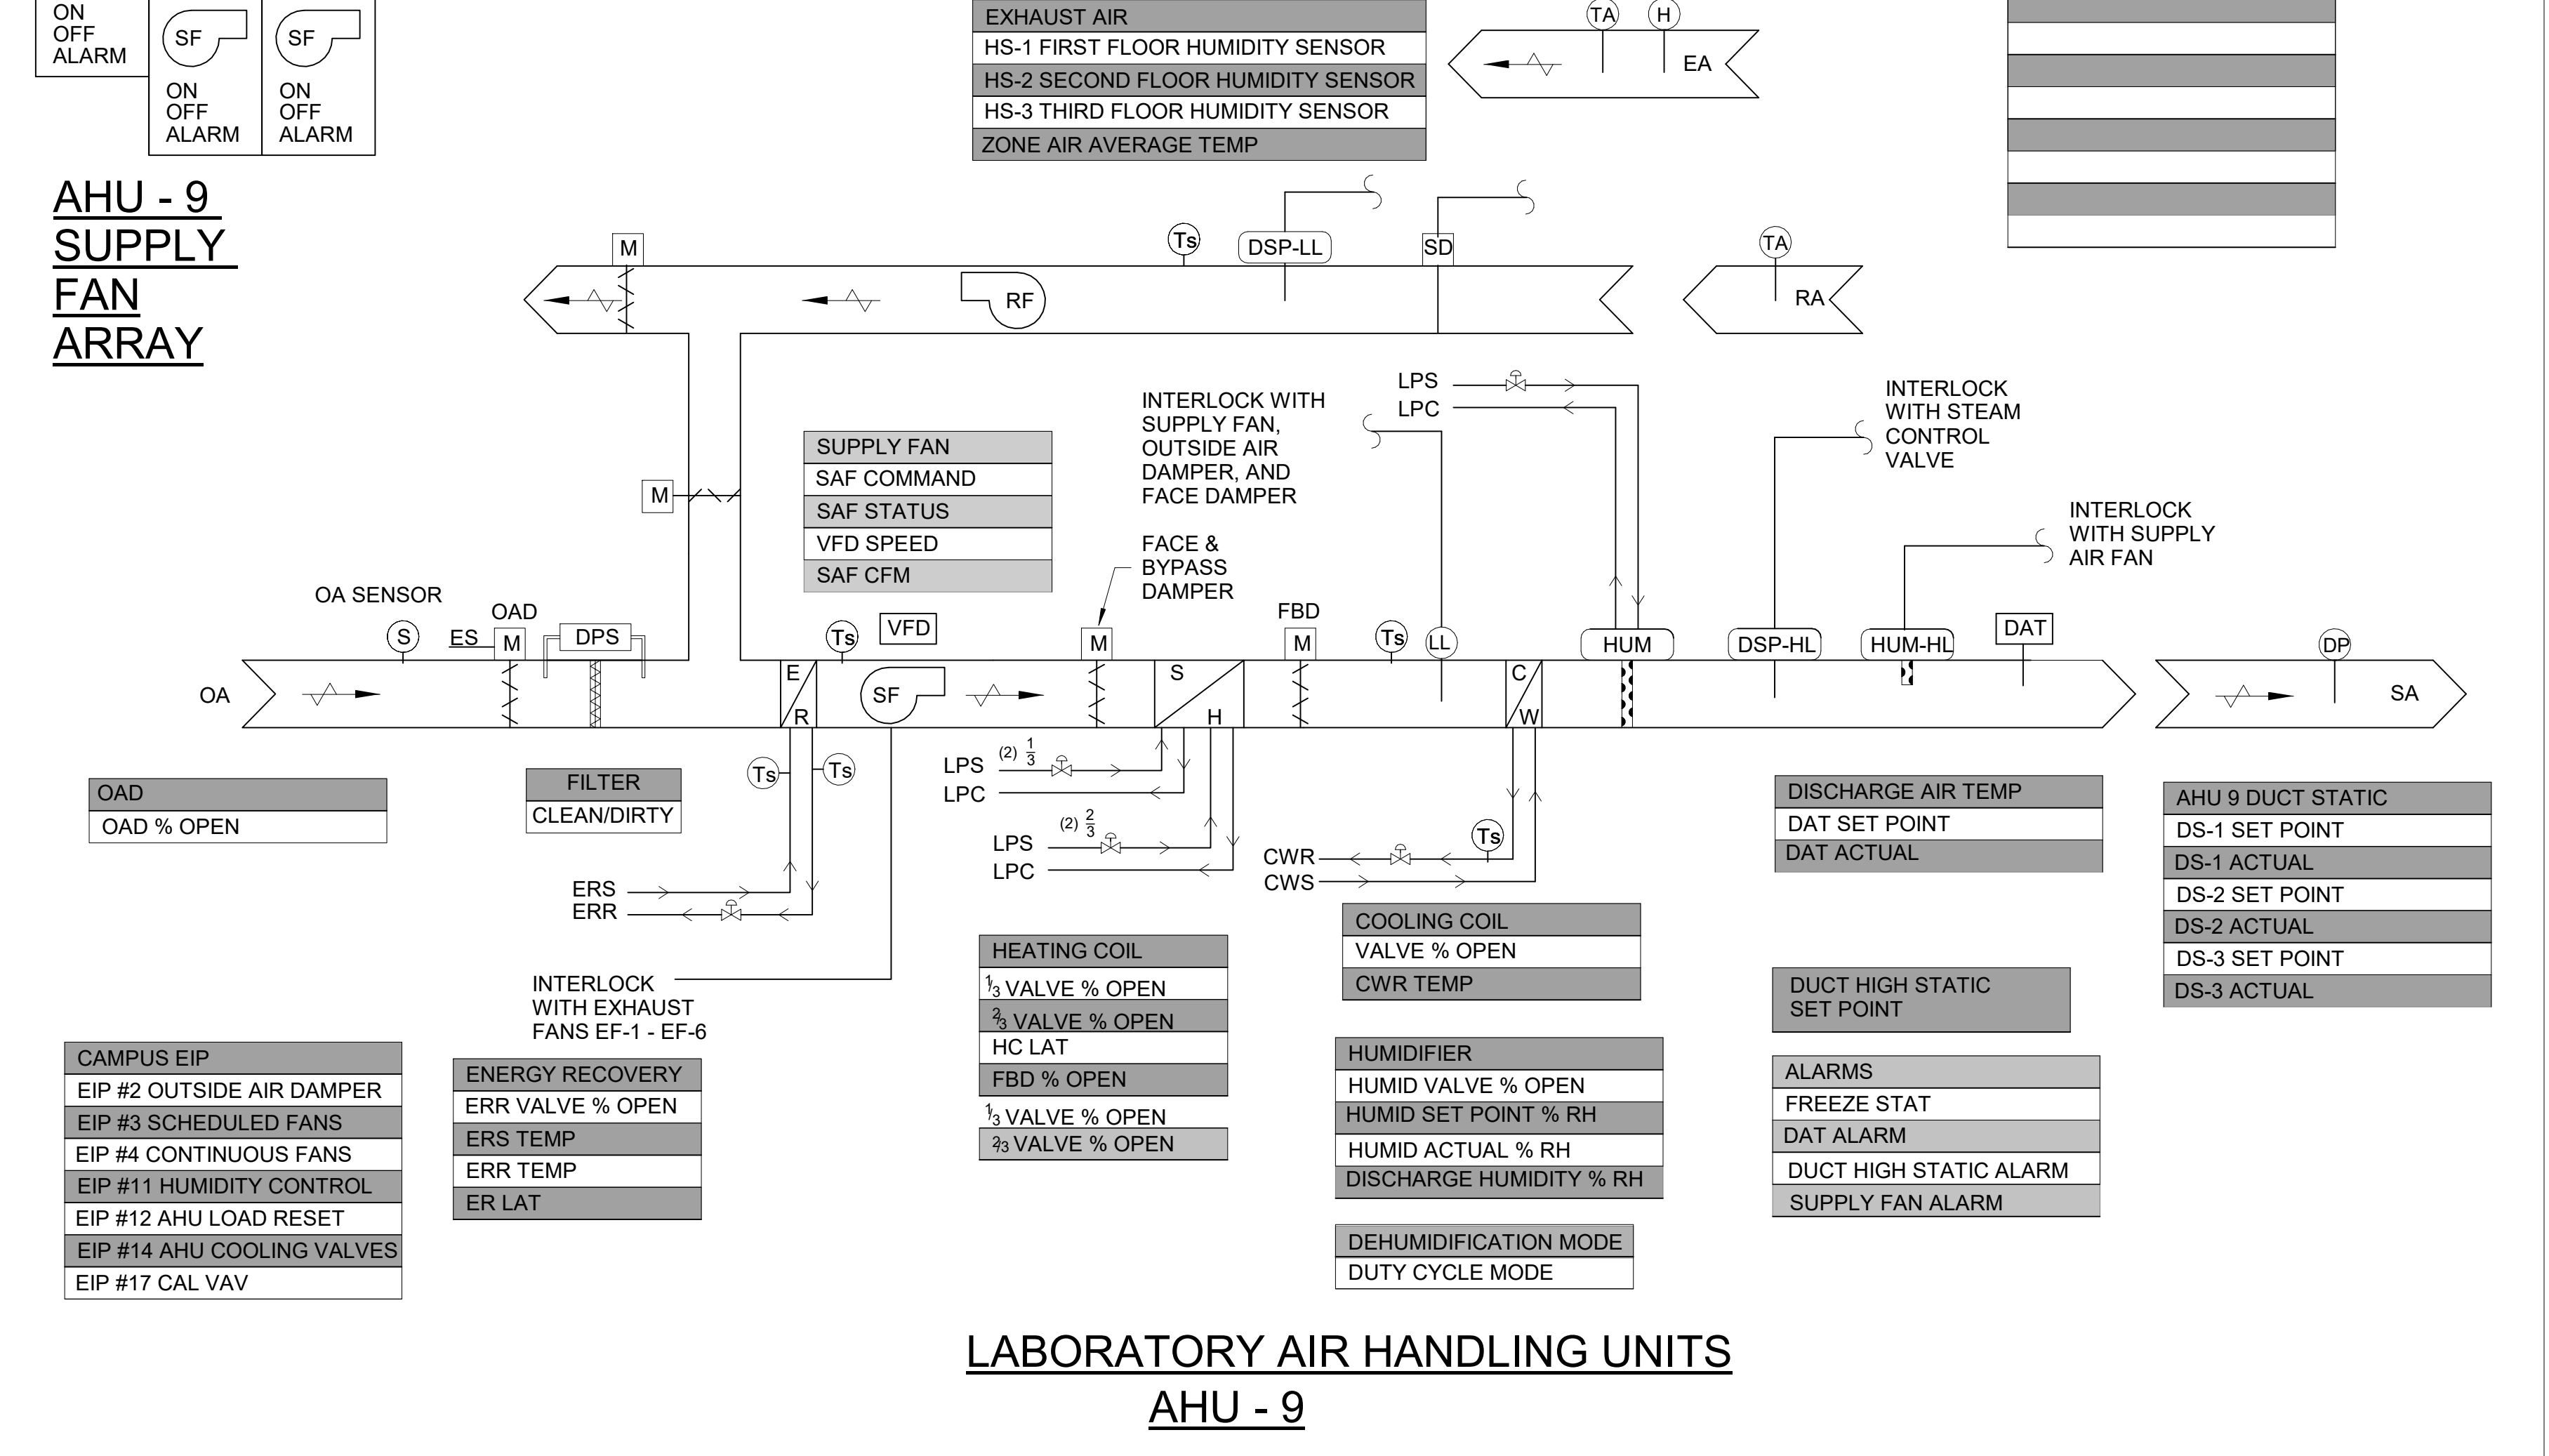 ON
OFF
ALARM
SF
ON
OFF
ALARM
SF
ON
OFF
ALARM
AHU - 9
SUPPLY
FAN
ARRAY
EXHAUST AIR
HS-1 FIRST FLOOR HUMIDITY SENSOR
HS-2 SECOND FLOOR HUMIDITY SENSOR
HS-3 THIRD FLOOR HUMIDITY SENSOR
ZONE AIR AVERAGE TEMP
TA
H
EA
M
Ts
DSP-LL
SD
TA
RF
RA
M
SUPPLY FAN
SAF COMMAND
SAF STATUS
VFD SPEED
SAF CFM
INTERLOCK WITH
SUPPLY FAN,
OUTSIDE AIR
DAMPER, AND
FACE DAMPER
FACE &
BYPASS
DAMPER
LPS
LPC
INTERLOCK
WITH STEAM
CONTROL
VALVE
INTERLOCK
WITH SUPPLY
AIR FAN
OA SENSOR
S
ES
OAD
M
DPS
Ts
VFD
M
FBD
M
Ts
LL
HUM
DSP-HL
HUM-HL
DAT
DP
OA
E
R
SF
S
H
C
W
SA
Ts
Ts
LPS
(2) 1/3
LPC
LPS
(2) 2/3
LPC
Ts
CWR
CWS
ERS
ERR
INTERLOCK
WITH EXHAUST
FANS EF-1 - EF-6
OAD
OAD % OPEN
FILTER
CLEAN/DIRTY
DISCHARGE AIR TEMP
DAT SET POINT
DAT ACTUAL
AHU 9 DUCT STATIC
DS-1 SET POINT
DS-1 ACTUAL
DS-2 SET POINT
DS-2 ACTUAL
DS-3 SET POINT
DS-3 ACTUAL
HEATING COIL
1/3 VALVE % OPEN
2/3 VALVE % OPEN
HC LAT
FBD % OPEN
1/3 VALVE % OPEN
2/3 VALVE % OPEN
COOLING COIL
VALVE % OPEN
CWR TEMP
DUCT HIGH STATIC
SET POINT
CAMPUS EIP
EIP #2 OUTSIDE AIR DAMPER
EIP #3 SCHEDULED FANS
EIP #4 CONTINUOUS FANS
EIP #11 HUMIDITY CONTROL
EIP #12 AHU LOAD RESET
EIP #14 AHU COOLING VALVES
EIP #17 CAL VAV
ENERGY RECOVERY
ERR VALVE % OPEN
ERS TEMP
ERR TEMP
ER LAT
HUMIDIFIER
HUMID VALVE % OPEN
HUMID SET POINT % RH
HUMID ACTUAL % RH
DISCHARGE HUMIDITY % RH
DEHUMIDIFICATION MODE
DUTY CYCLE MODE
ALARMS
FREEZE STAT
DAT ALARM
DUCT HIGH STATIC ALARM
SUPPLY FAN ALARM
LABORATORY AIR HANDLING UNITS
AHU - 9